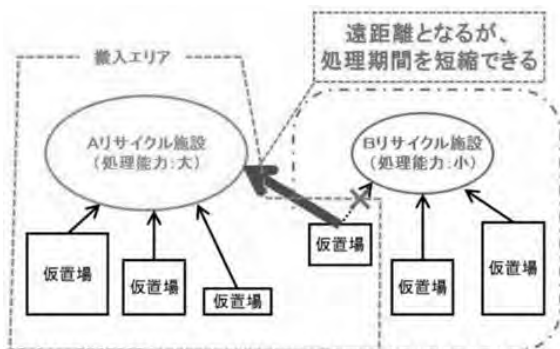 遠距離となるが、
処理期間を短縮できる
搬入エリア
Aリサイクル施設
(処理能力:大)
Bリサイクル施設
(処理能力:小)
仮置場
仮置場
仮置場
仮置場
仮置場
仮置場